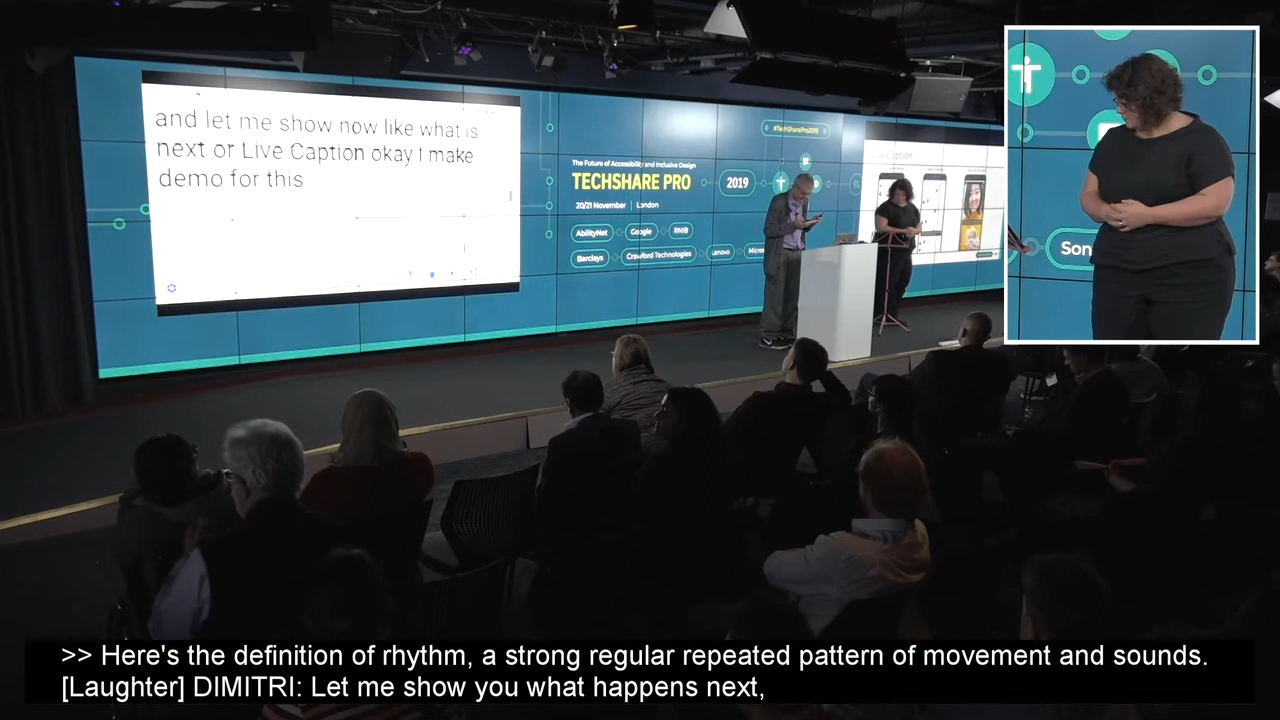 and let me show now like what is
next or Live Caption okay I make
demo for this
#TechSharePro2019
The Future of Accessibility and Inclusive Design
TECHSHARE PRO
2019
20/21 November | London
AbilityNet
Google
RNIB
Barclays
Crawford Technologies
Lenovo
Caption
Son
>> Here's the definition of rhythm, a strong regular repeated pattern of movement and sounds.
[Laughter] DIMITRI: Let me show you what happens next,